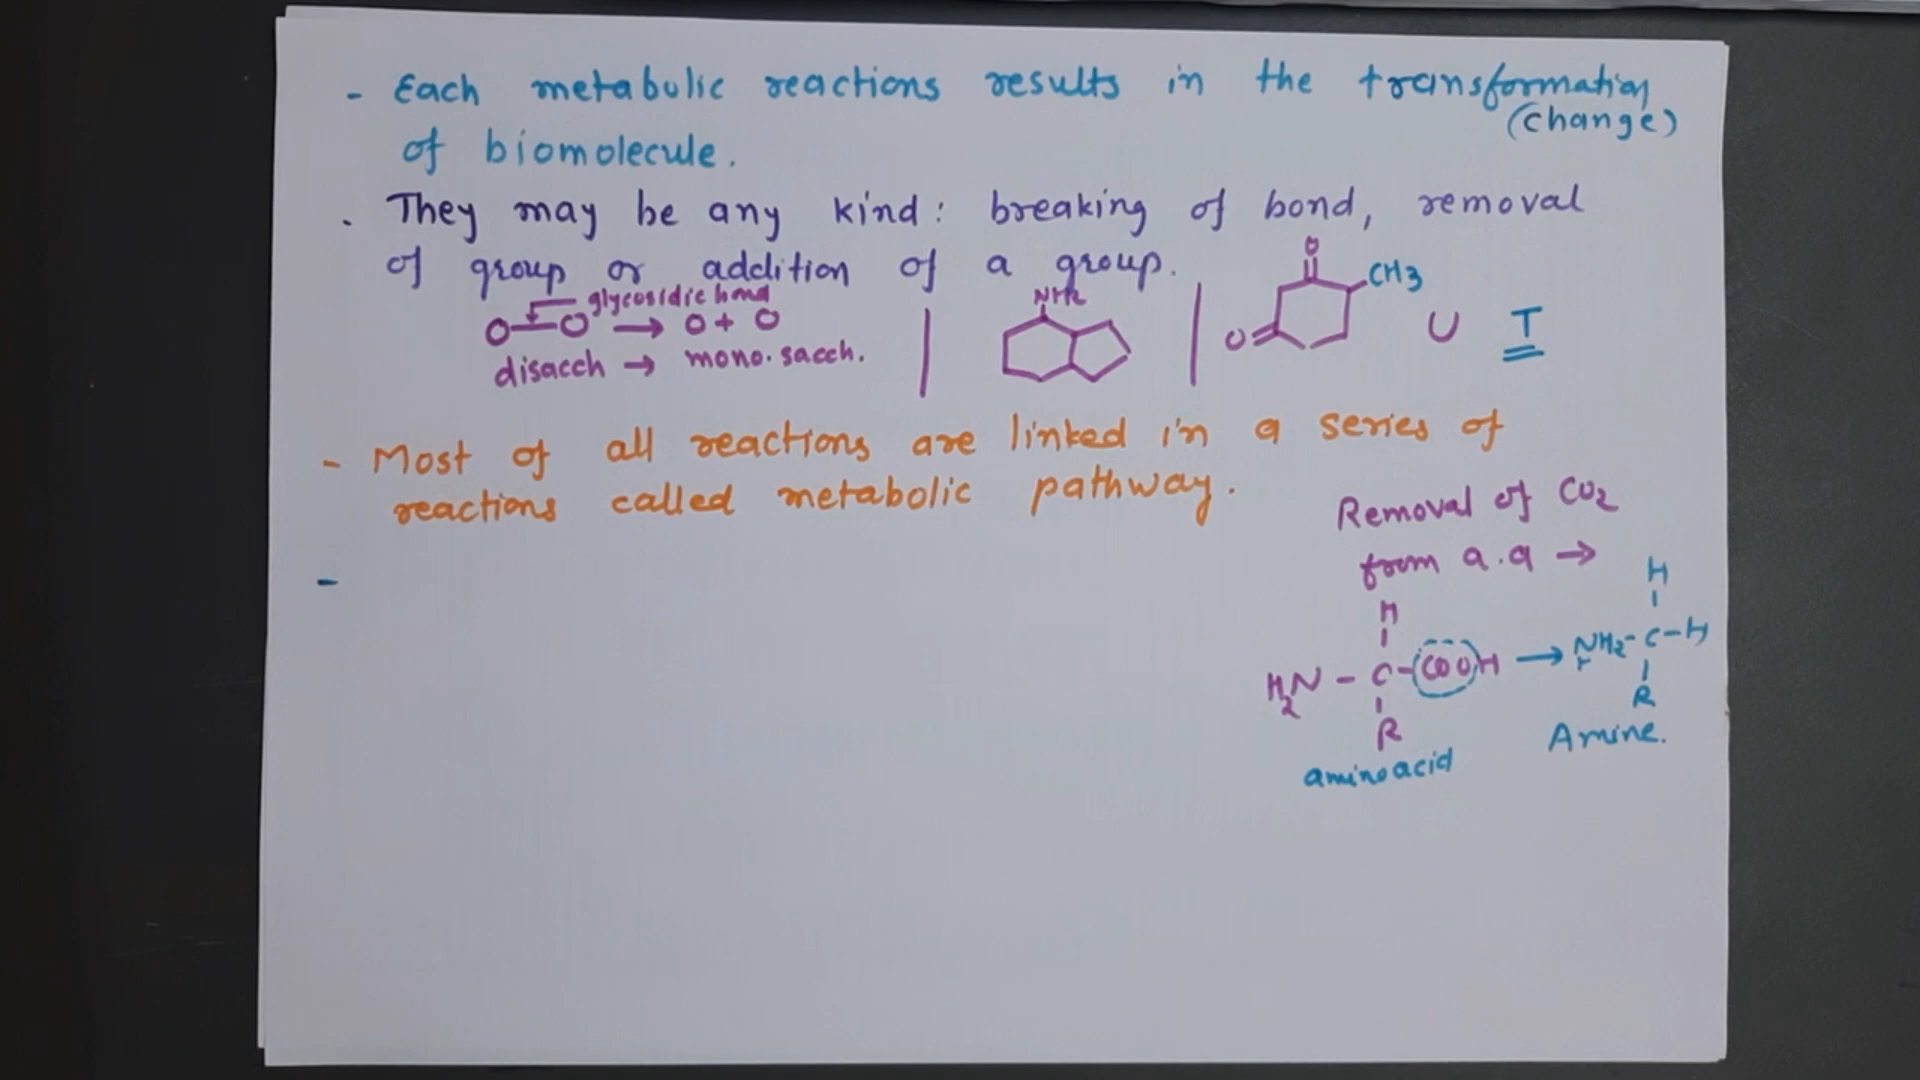 - Each metabolic reactions results in the transformation
(change)
of biomolecule.
. They may be any kind: breaking of bond, removal
of group or addition of a group.
glycosidic bond
O—O → O + O
disacch → mono. sacch.
NH2
O
CH3
O
U T
- Most of all reactions are linked in a series of
reactions called metabolic pathway.
-
Removal of CO2
from a.a →
H
H2N - C - COOH →
R
aminoacid
H
NH2 - C - H
R
Amine.